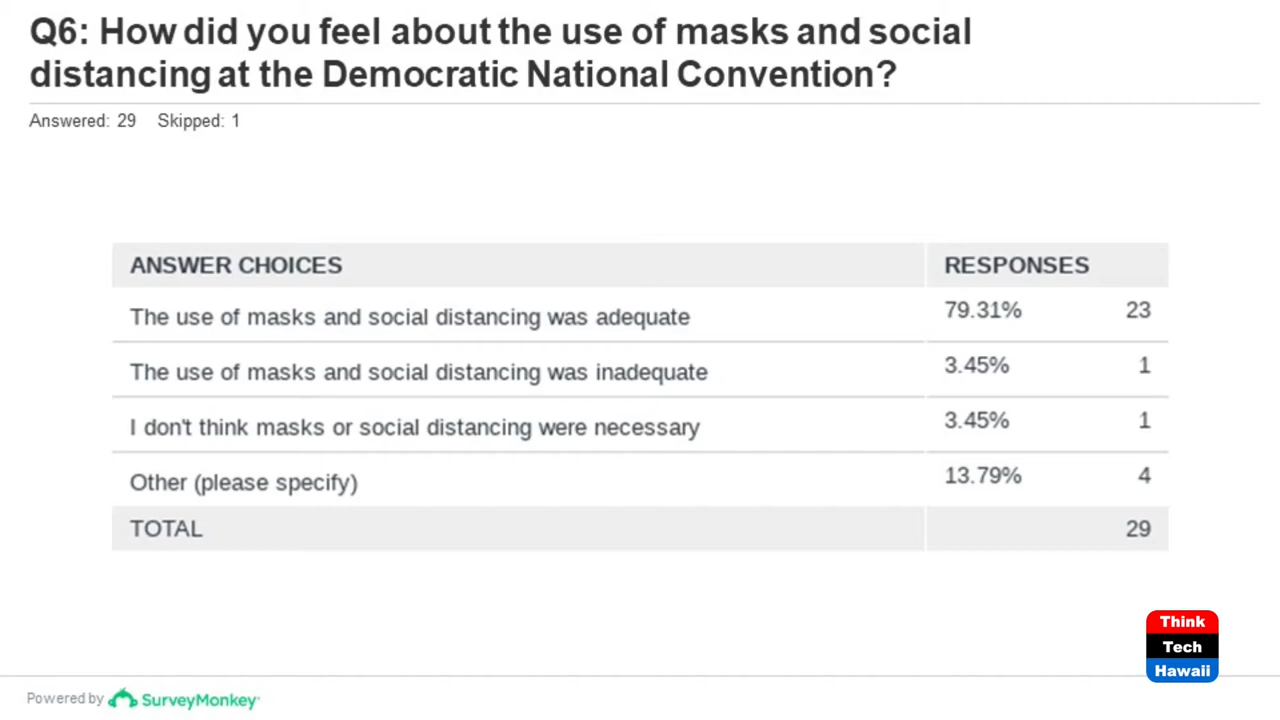 Q6: How did you feel about the use of masks and social
distancing at the Democratic National Convention?
Answered: 29 Skipped: 1
ANSWER CHOICES RESPONSES
The use of masks and social distancing was adequate 79.31% 23
The use of masks and social distancing was inadequate 3.45% 1
I don't think masks or social distancing were necessary 3.45% 1
Other (please specify) 13.79% 4
TOTAL 29
Think
Tech
Hawaii
Powered by SurveyMonkey